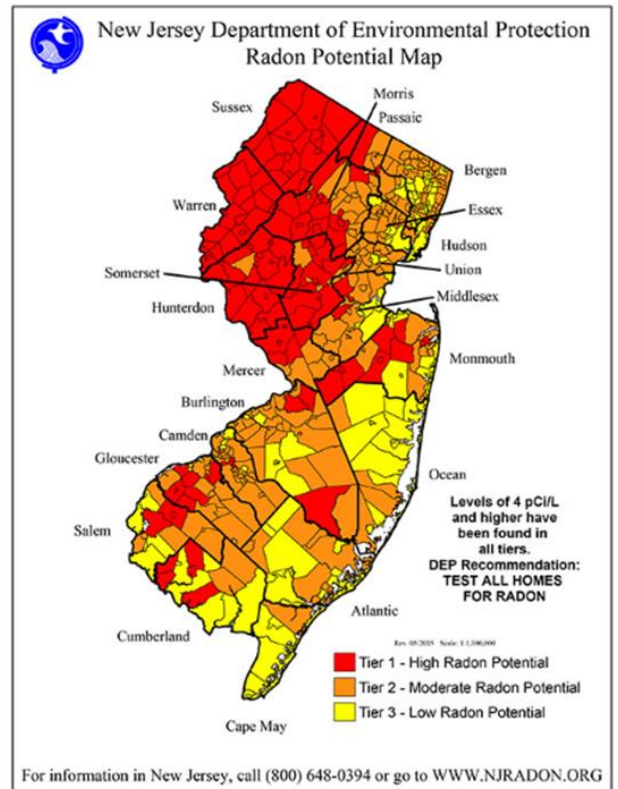 New Jersey Department of Environmental Protection
Radon Potential Map
Morris
Sussex
Passaic
Bergen
Warren
Essex
Hudson
Somerset
Union
Middlesex
Hunterdon
Monmouth
Mercer
Burlington
Camden
Gloucester
Ocean
Levels of 4 pCi/L
and higher have
been found in
all tiers.
DEP Recommendation:
TEST ALL HOMES
FOR RADON
Salem
Atlantic
Cumberland
Tier 1 - High Radon Potential
Tier 2 - Moderate Radon Potential
Tier 3 - Low Radon Potential
Cape May
For information in New Jersey, call (800) 648-0394 or go to WWW.NJRADON.ORG